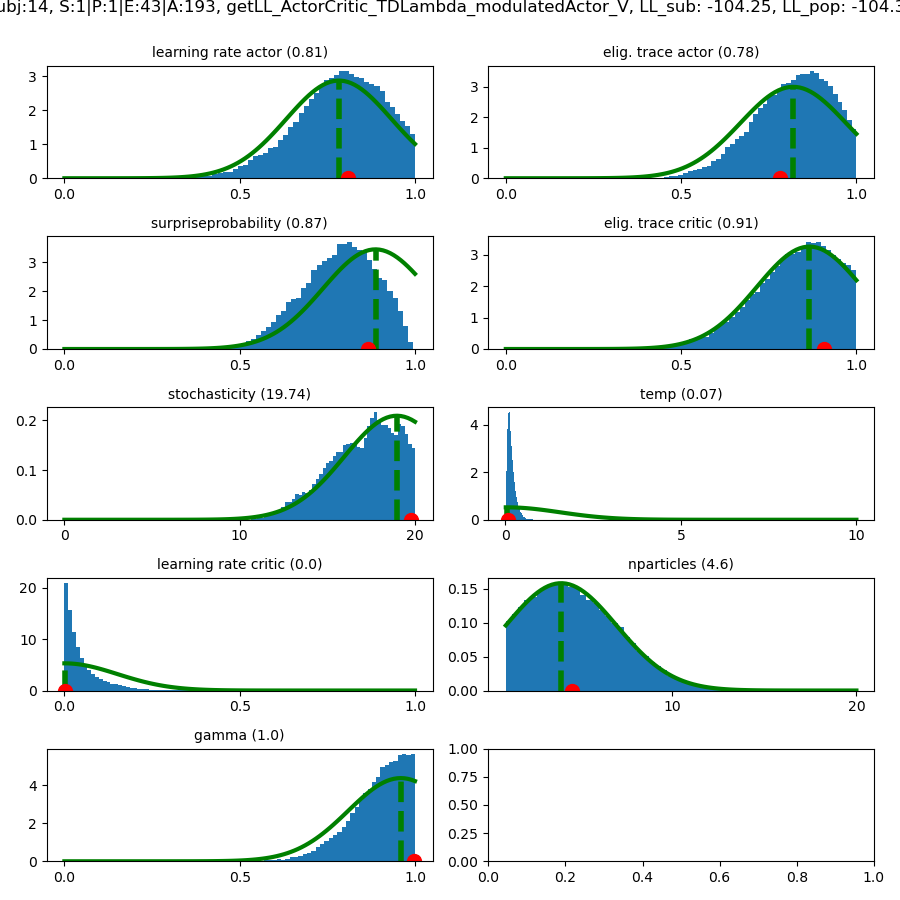 ubj:14, S:1|P:1|E:43|A:193, getLL_ActorCritic_TDLambda_modulatedActor_V, LL_sub: -104.25, LL_pop: -104.3
learning rate actor (0.81)
elig. trace actor (0.78)
3
2
1
0
0.0 0.5 1.0
3
2
1
0
0.0 0.5 1.0
surpriseprobability (0.87)
elig. trace critic (0.91)
3
2
1
0
0.0 0.5 1.0
3
2
1
0
0.0 0.5 1.0
stochasticity (19.74)
temp (0.07)
0.2
0.1
0.0
0 10 20
4
2
0
0 5 10
learning rate critic (0.0)
nparticles (4.6)
20
10
0
0.0 0.5 1.0
0.15
0.10
0.05
0.00
10 20
gamma (1.0)
4
2
0
0.0 0.5 1.0
1.00
0.75
0.50
0.25
0.00
0.0 0.2 0.4 0.6 0.8 1.0